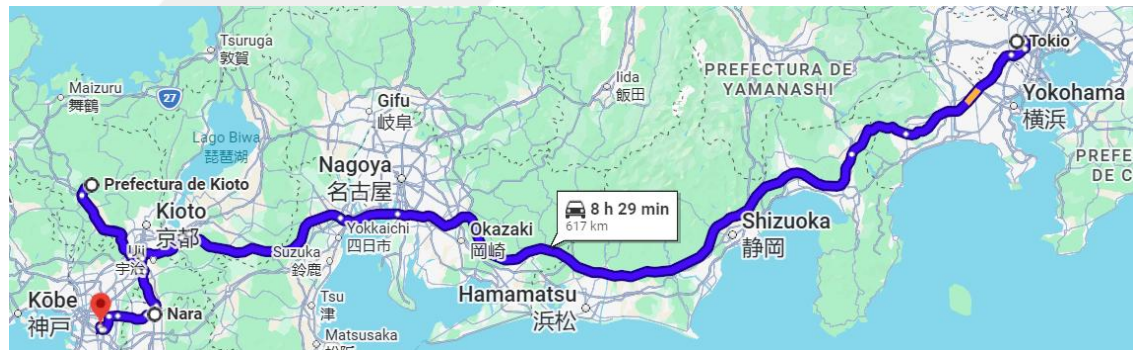 Tsuruga
敦賀
Maizuru
舞鶴
27
Lago Biwa
琵琶湖
Gifu
岐阜
Iida
飯田
PREFECTURA DE
YAMANASHI
Tokio
Yokohama
横浜
PREFE
DE C
Prefectura de Kioto
Kioto
京都
Uji
宇治
Nagoya
名古屋
Yokkaichi
四日市
Suzuka
鈴鹿
Okazaki
岡崎
8 h 29 min
617 km
Shizuoka
静岡
Hamamatsu
浜松
Kōbe
神戸
Nara
Tsu
津
Matsusaka